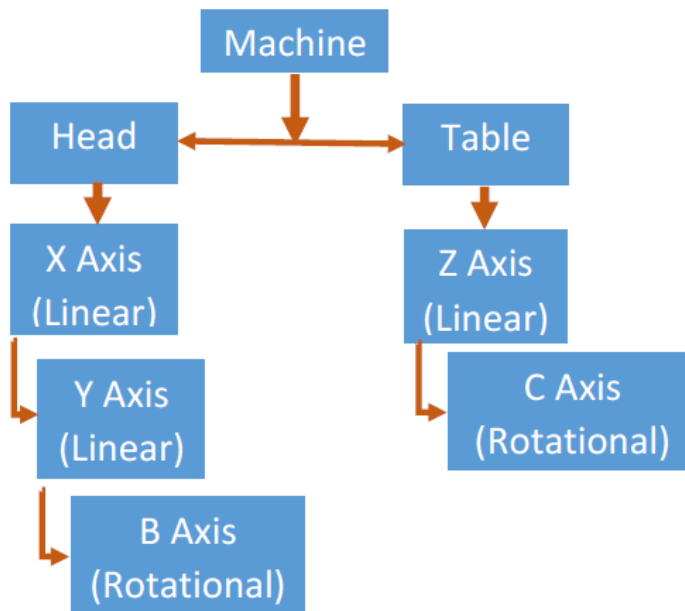 Machine
Head
Table
X Axis
(Linear)
Z Axis
(Linear)
Y Axis
(Linear)
C Axis
(Rotational)
B Axis
(Rotational)